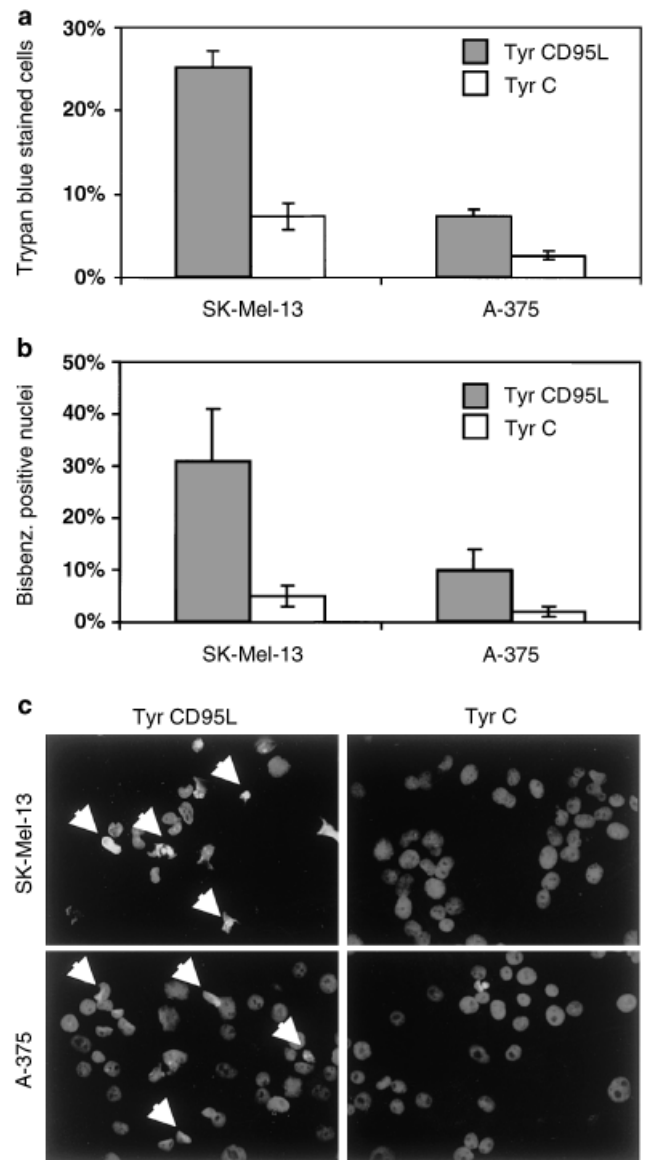 a
Trypan blue stained cells
30%
20%
10%
0%
Tyr CD95L
Tyr C
SK-Mel-13
A-375
b
Bisbenz. positive nuclei
50%
40%
30%
20%
10%
0%
Tyr CD95L
Tyr C
SK-Mel-13
A-375
c
Tyr CD95L
Tyr C
SK-Mel-13
A-375